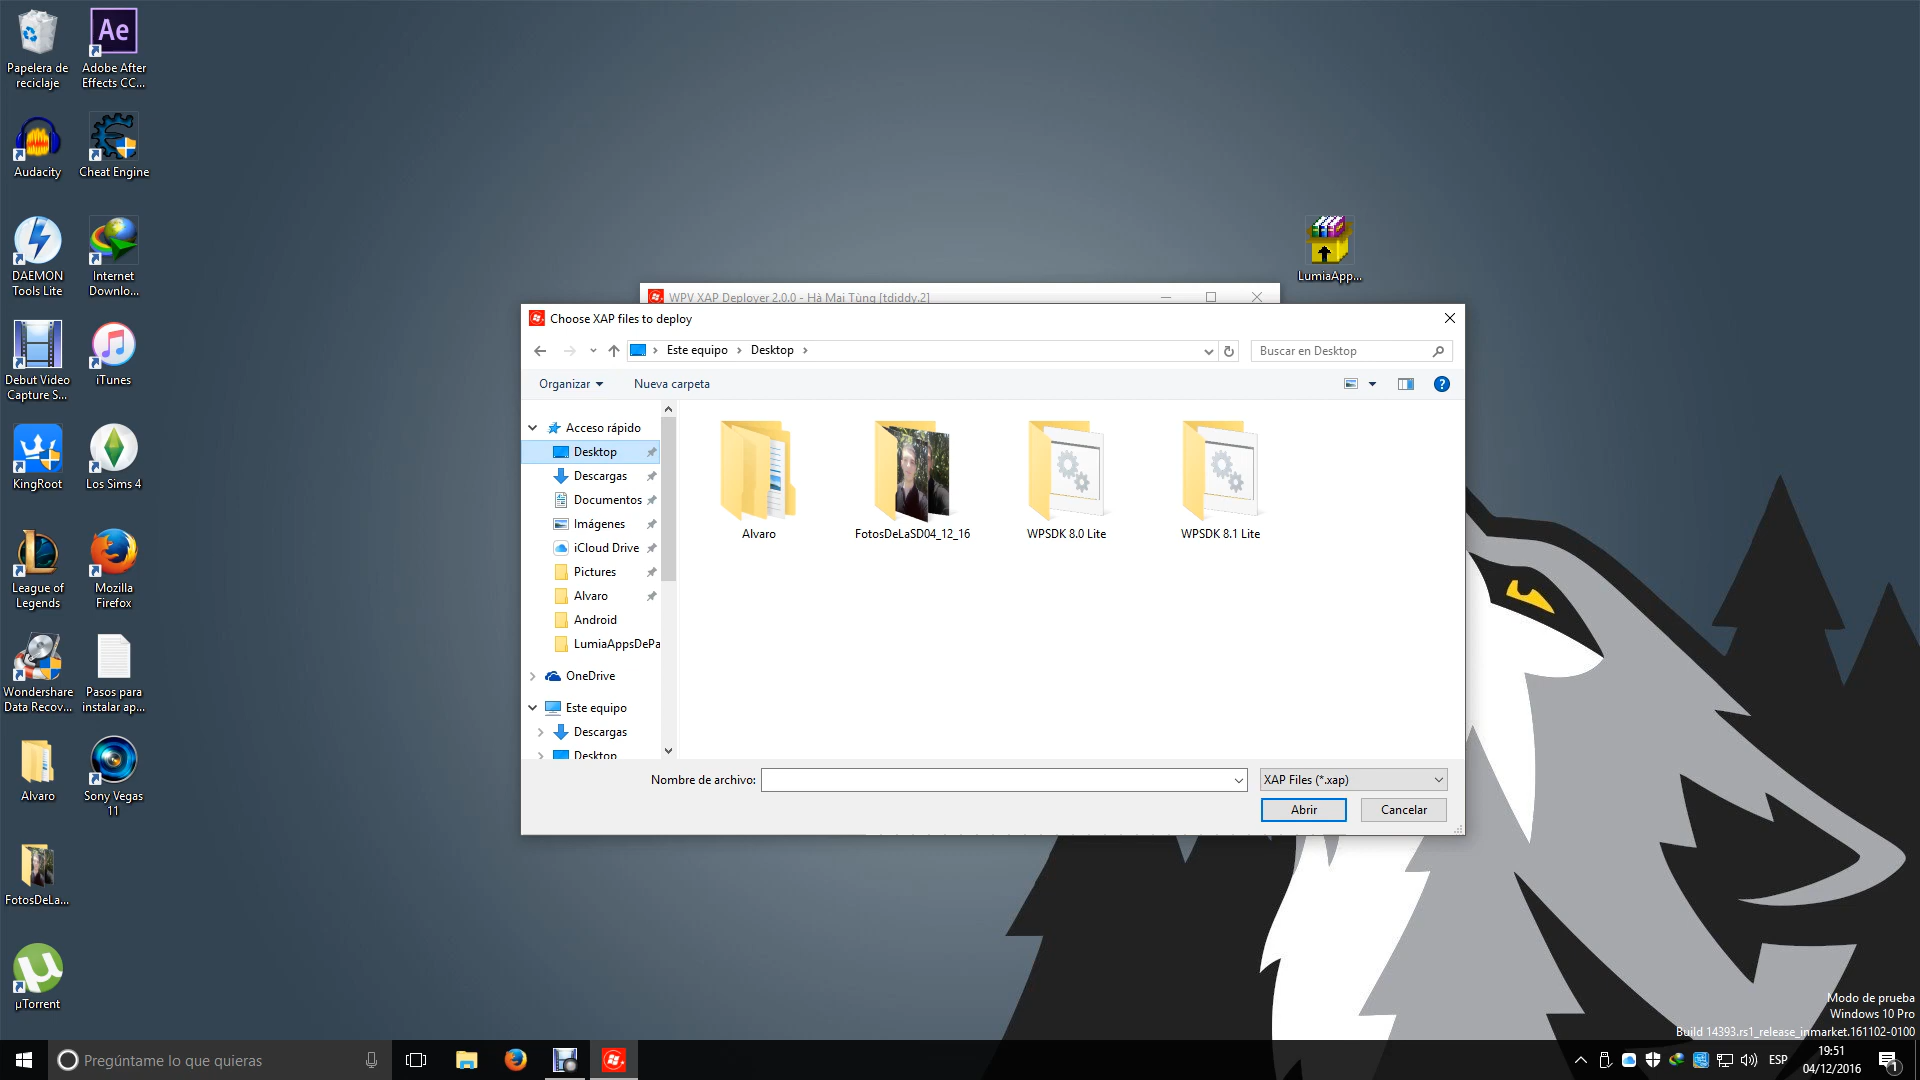 Papelera de
reciclaje
Ae
Adobe After
Effects CC...
Audacity
Cheat Engine
DAEMON
Tools Lite
Internet
Downlo...
Debut Video
Capture S...
iTunes
KingRoot
Los Sims 4
League of
Legends
Mozilla
Firefox
Wondershare
Data Recov...
Pasos para
instalar ap...
Alvaro
Sony Vegas
11
FotosDeLa...
µTorrent
LumiaApp...
WPV XAP Deployer 2.0.0 - Hà Mai Tùng [tdiddy.2]
Choose XAP files to deploy
Este equipo
Desktop
Buscar en Desktop
Organizar
Nueva carpeta
Acceso rápido
Desktop
Descargas
Documentos
Imágenes
iCloud Drive
Pictures
Alvaro
Android
LumiaAppsDePa
OneDrive
Este equipo
Descargas
Desktop
Alvaro
FotosDeLaSD04_12_16
WPSDK 8.0 Lite
WPSDK 8.1 Lite
Nombre de archivo:
XAP Files (*.xap)
Abrir
Cancelar
Modo de prueba
Windows 10 Pro
Build 14393.rs1_release_inmarket.161102-0100
Pregúntame lo que quieras
ESP
19:51
04/12/2016
1